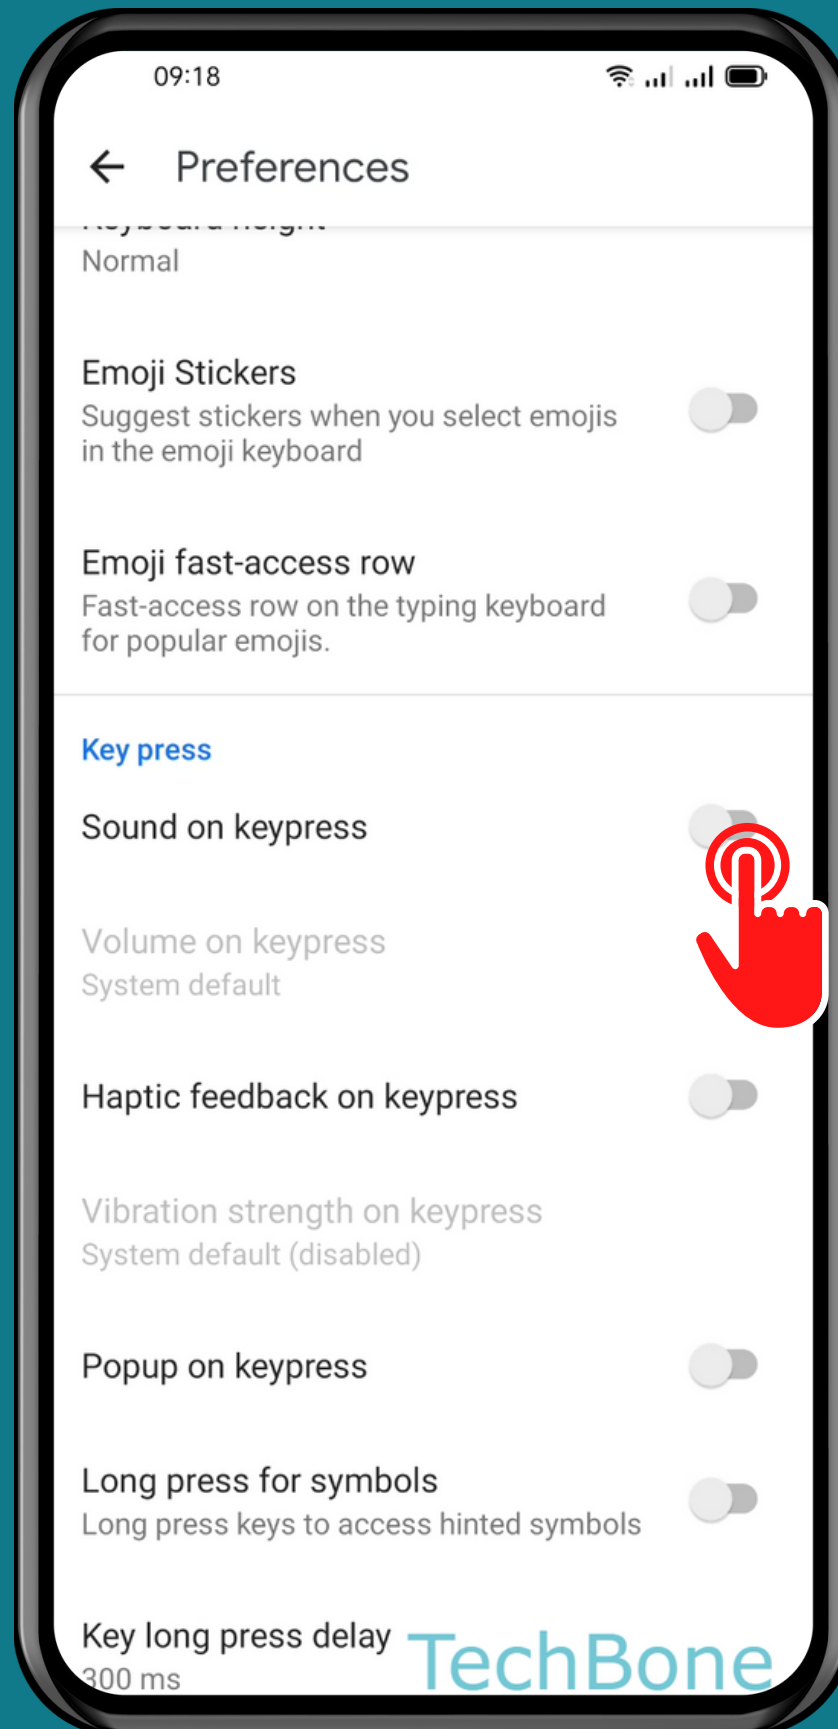 09:18
Preferences
Keyboard height
Normal
Emoji Stickers
Suggest stickers when you select emojis
in the emoji keyboard
Emoji fast-access row
Fast-access row on the typing keyboard
for popular emojis.
Key press
Sound on keypress
Volume on keypress
System default
Haptic feedback on keypress
Vibration strength on keypress
System default (disabled)
Popup on keypress
Long press for symbols
Long press keys to access hinted symbols
Key long press delay
300 ms
TechBone